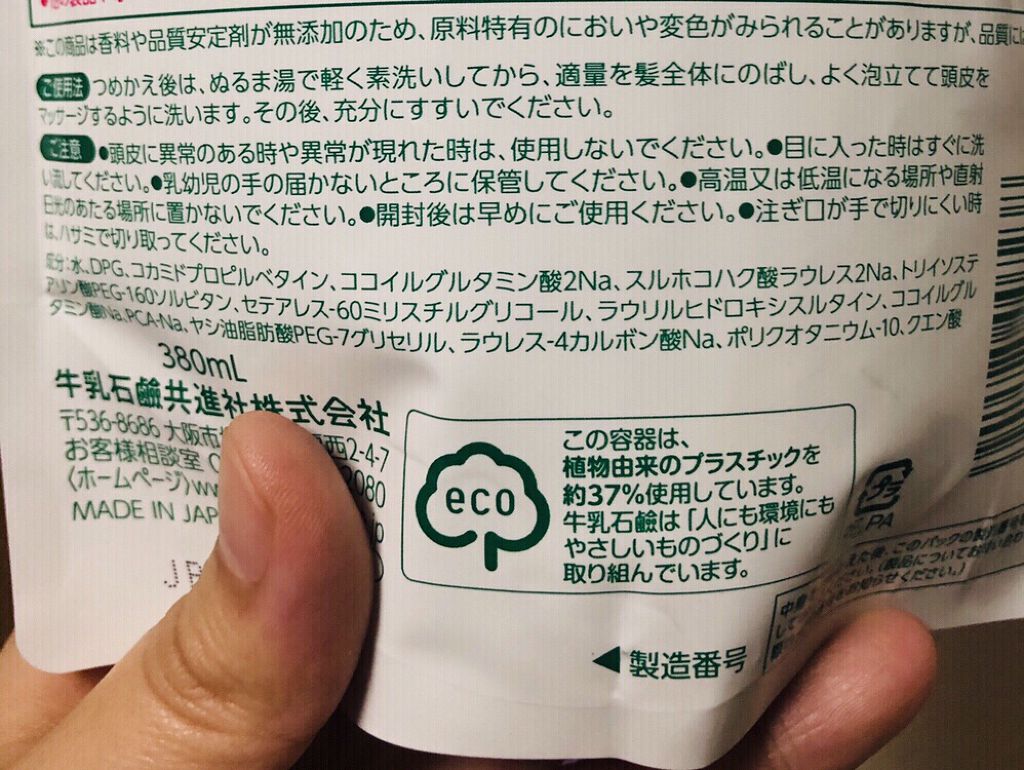 ※この商品は香料や品質安定剤が無添加のため、原料特有のにおいや変色がみられることがありますが、品質に
ご使用法 つめかえ後は、ぬるま湯で軽く素洗いしてから、適量を髪全体にのばし、よく泡立てて頭皮を
マッサージするように洗います。その後、充分にすすいでください。
ご注意 ●頭皮に異常のある時や異常が現れた時は、使用しないでください。●目に入った時はすぐに洗
い流してください。●乳幼児の手の届かないところに保管してください。●高温又は低温になる場所や直射
日光のあたる場所に置かないでください。●開封後は早めにご使用ください。●注ぎ口が手で切りにくい時
は、ハサミで切り取ってください。
成分:水、DPG、コカミドプロピルベタイン、ココイルグルタミン酸2Na、スルホコハク酸ラウレス2Na、トリイソステ
アリン酸PEG-160ソルビタン、セテアレス-60ミリスチルグリコール、ラウリルヒドロキシスルタイン、ココイルグル
タミン酸Na、PCA-Na、ヤシ油脂肪酸PEG-7グリセリル、ラウレス-4カルボン酸Na、ポリクオタニウム-10、クエン酸
380mL
牛乳石鹼共進社株式会社
〒536-8686 大阪市 西2-4-7
お客様相談室 2080
〈ホームページ〉
MADE IN JAP
eco
この容器は、
植物由来のプラスチックを
約37%使用しています。
牛乳石鹼は「人にも環境にも
やさしいものづくり」に
取り組んでいます。
プラ
PA
◀製造番号